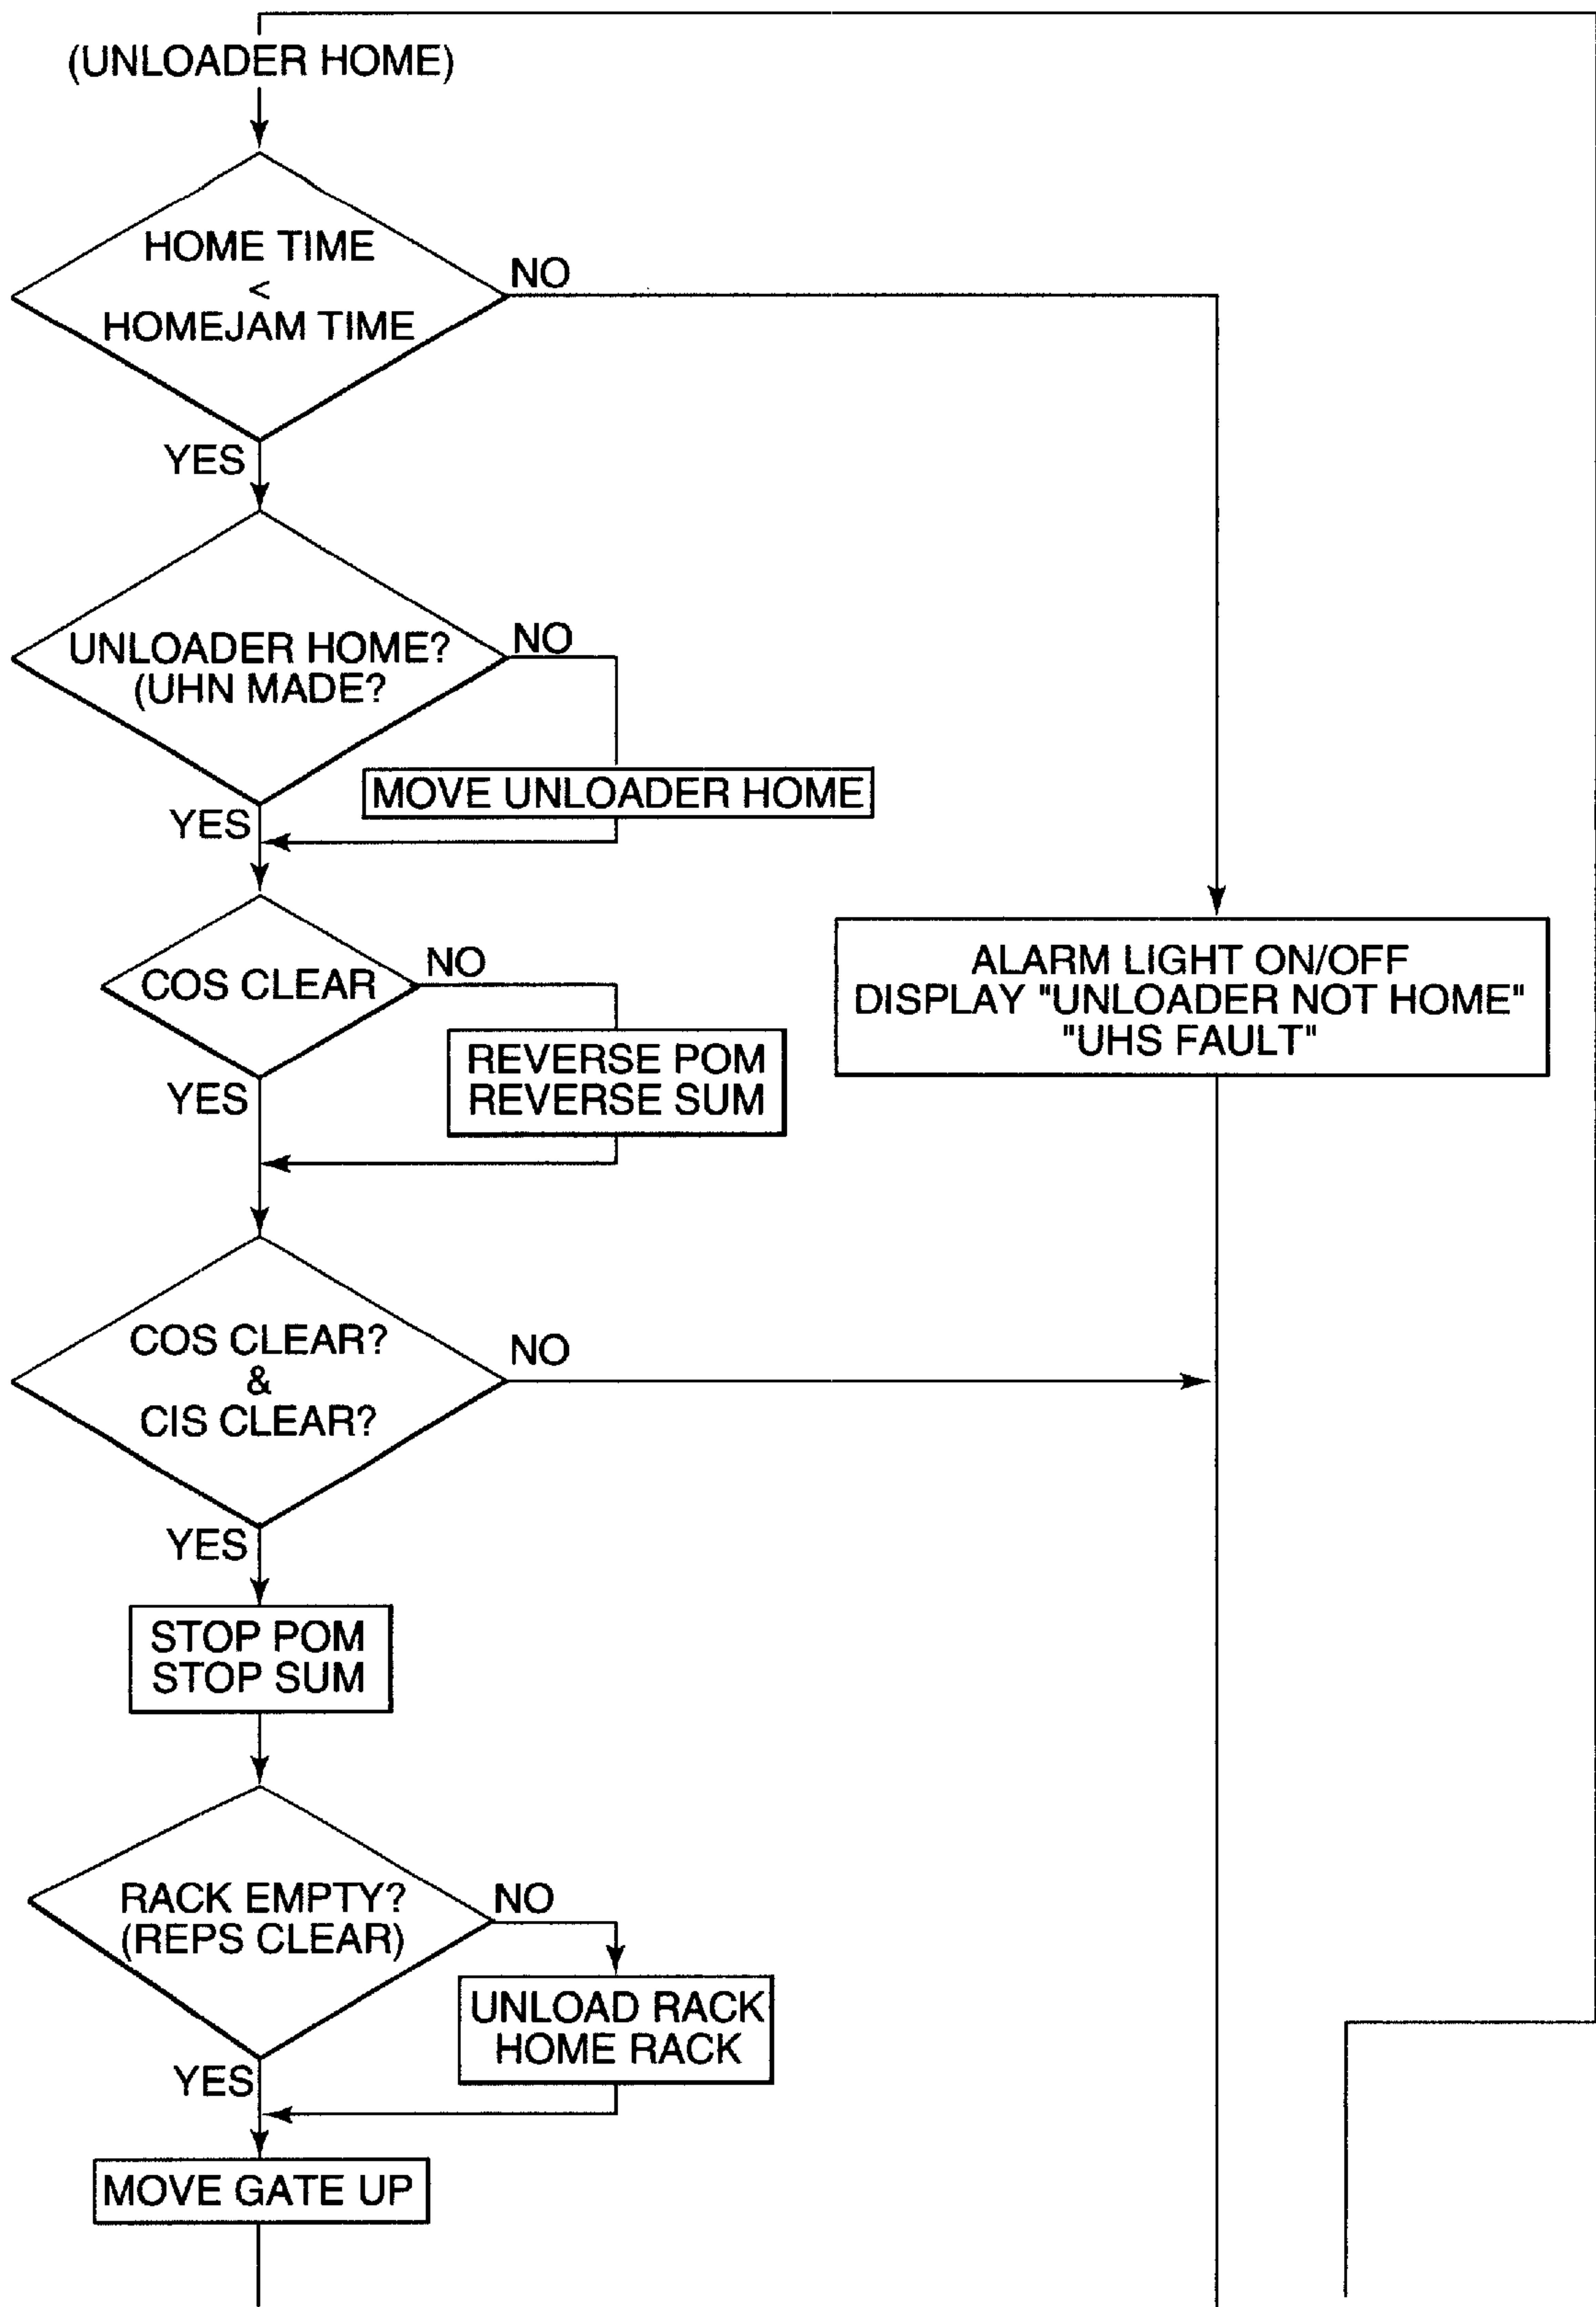 (UNLOADER HOME)
HOME TIME
<
HOMEJAM TIME
NO
YES
UNLOADER HOME?
(UHN MADE?
NO
MOVE UNLOADER HOME
YES
COS CLEAR
NO
REVERSE POM
REVERSE SUM
YES
ALARM LIGHT ON/OFF
DISPLAY "UNLOADER NOT HOME"
"UHS FAULT"
COS CLEAR?
&
CIS CLEAR?
NO
YES
STOP POM
STOP SUM
RACK EMPTY?
(REPS CLEAR)
NO
UNLOAD RACK
HOME RACK
YES
MOVE GATE UP